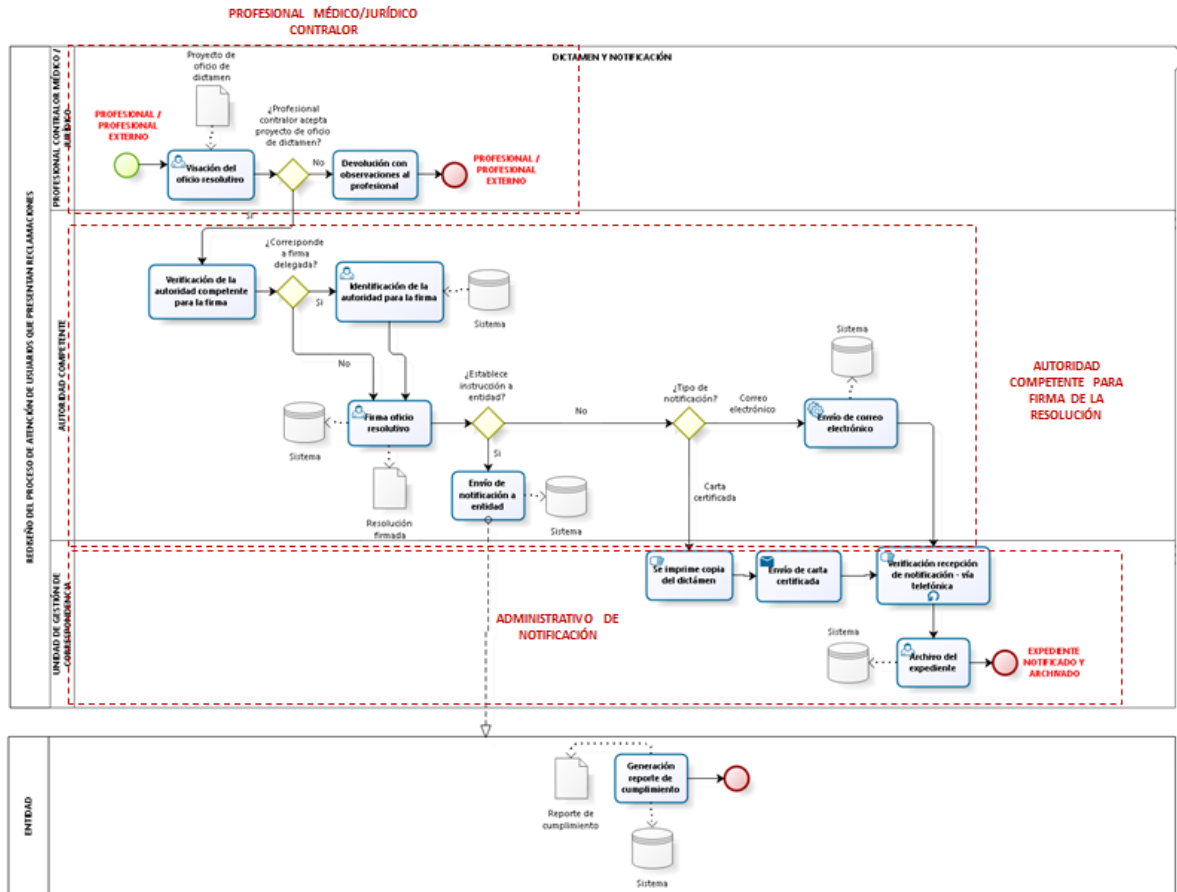 PROFESIONAL MÉDICO/JURÍDICO
CONTRALOR
DICTAMEN Y NOTIFICACIÓN
REDISEÑO DEL PROCESO DE ATENCIÓN DE USUARIOS QUE PRESENTAN RECLAMACIONES
PROFESIONAL CONTRALOR MÉDICO /
JURÍDICO
Proyecto de
oficio de
dictamen
PROFESIONAL /
PROFESIONAL
EXTERNO
Visación del
oficio resolutivo
¿Profesional
contralor acepta
proyecto de oficio
de dictamen?
No
Devolución con
observaciones al
profesional
PROFESIONAL /
PROFESIONAL
EXTERNO
Si
AUTORIDAD COMPETENTE
Verificación de la
autoridad competente
para la firma
¿Corresponde
a firma
delegada?
Si
Identificación de la
autoridad para la firma
Sistema
No
Firma oficio
resolutivo
Sistema
Resolución
firmada
¿Establece
instrucción a
entidad?
No
Si
Envío de
notificación a
entidad
Sistema
¿Tipo de
notificación?
Correo
electrónico
Carta
certificada
Envío de correo
electrónico
Sistema
AUTORIDAD
COMPETENTE PARA
FIRMA DE LA
RESOLUCIÓN
UNIDAD DE GESTIÓN DE
CORRESPONDENCIA
Se imprime copia
del dictámen
Envío de carta
certificada
Verificación recepción
de notificación - vía
telefónica
ADMINISTRATIVO DE
NOTIFICACIÓN
Sistema
Archivo del
expediente
EXPEDIENTE
NOTIFICADO Y
ARCHIVADO
ENTIDAD
Generación
reporte de
cumplimiento
Reporte de
cumplimiento
Sistema